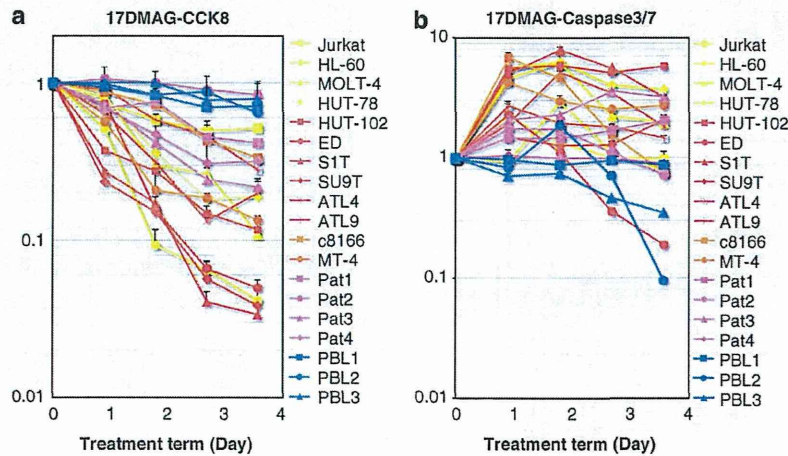 a
17DMAG-CCK8
1
0.1
0.01
0
1
2
3
4
Treatment term (Day)
Jurkat
HL-60
MOLT-4
HUT-78
HUT-102
ED
S1T
SU9T
ATL4
ATL9
c8166
MT-4
Pat1
Pat2
Pat3
Pat4
PBL1
PBL2
PBL3
b
17DMAG-Caspase3/7
10
1
0.1
0.01
0
1
2
3
4
Treatment term (Day)
Jurkat
HL-60
MOLT-4
HUT-78
HUT-102
ED
S1T
SU9T
ATL4
ATL9
c8166
MT-4
Pat1
Pat2
Pat3
Pat4
PBL1
PBL2
PBL3